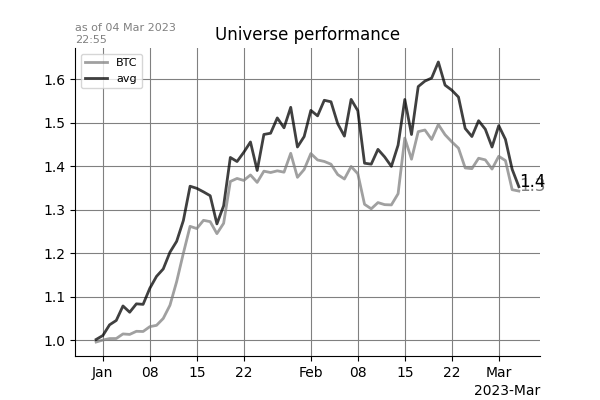 as of 04 Mar 2023
22:55
Universe performance
BTC
avg
1.6
1.5
1.4
1.3
1.2
1.1
1.0
1.4
1.3
Jan 08 15 22 Feb 08 15 22 Mar
2023-Mar